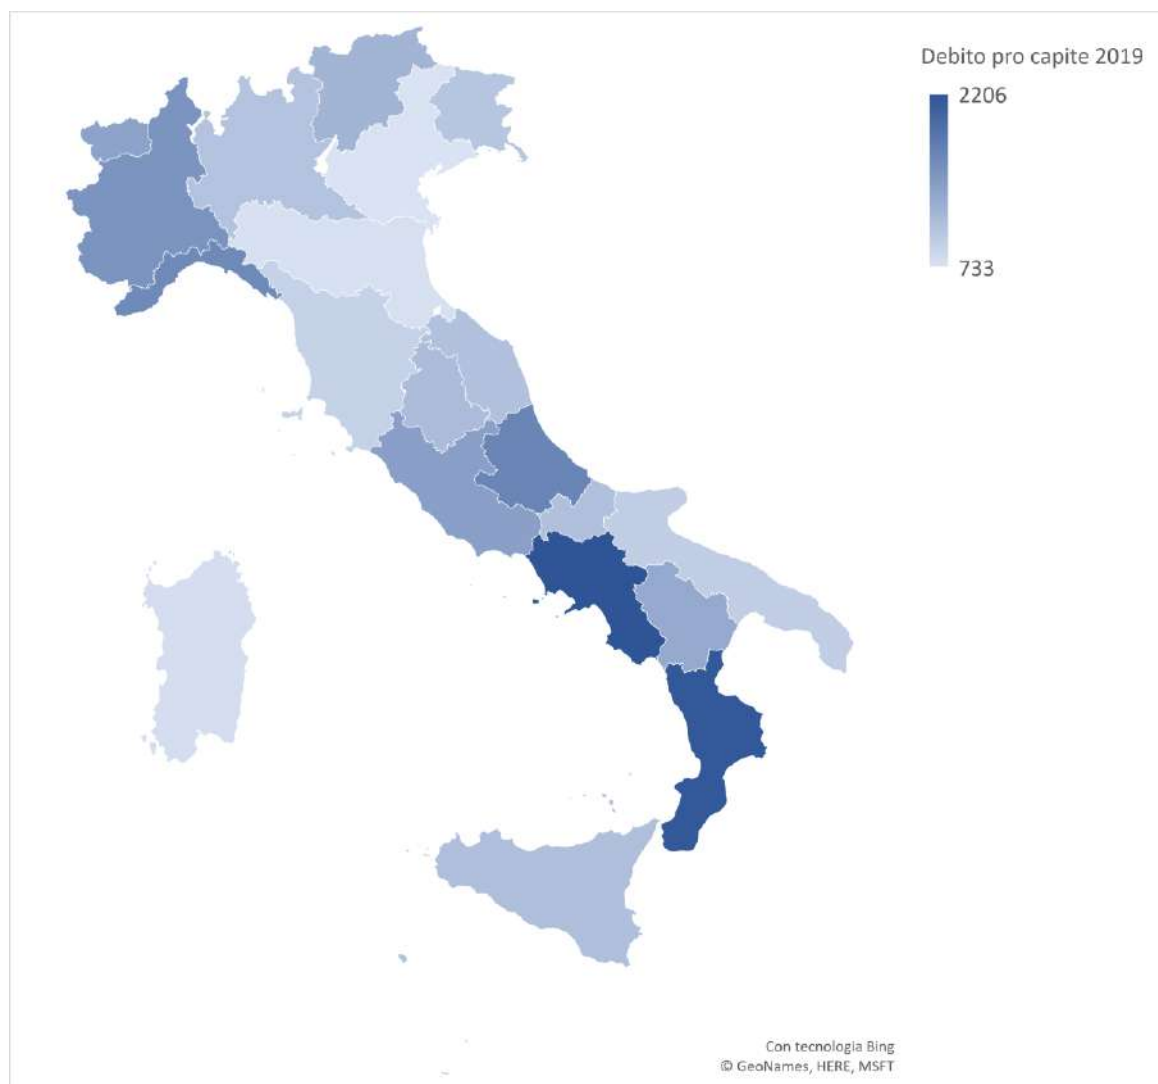 Debito pro capite 2019
2206
733
Con tecnologia Bing
© GeoNames, HERE, MSFT